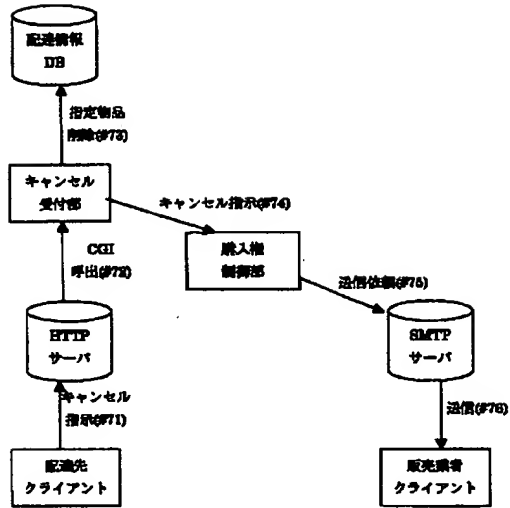 配達情報
DB
指定物品
削除(#73)
キャンセル
受付部
キャンセル指示(#74)
CGI
呼出(#72)
購入権
制御部
送信依頼(#75)
HTTP
サーバ
SMTP
サーバ
キャンセル
指示(#71)
送信(#76)
配達先
クライアント
販売業者
クライアント